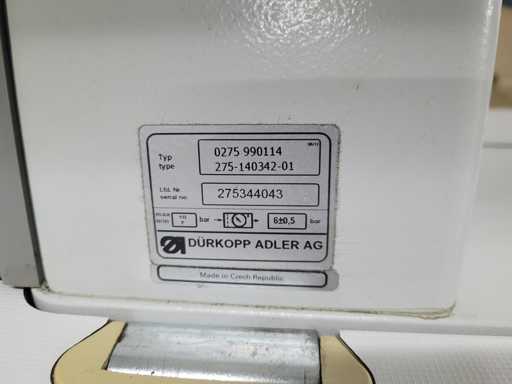 Typ
type
0275 990114
275-140342-01
Lfd. Nr.
serial no.
275344043
bar
6±0,5 bar
DÜRKOPP ADLER AG
Made in Czech Republic